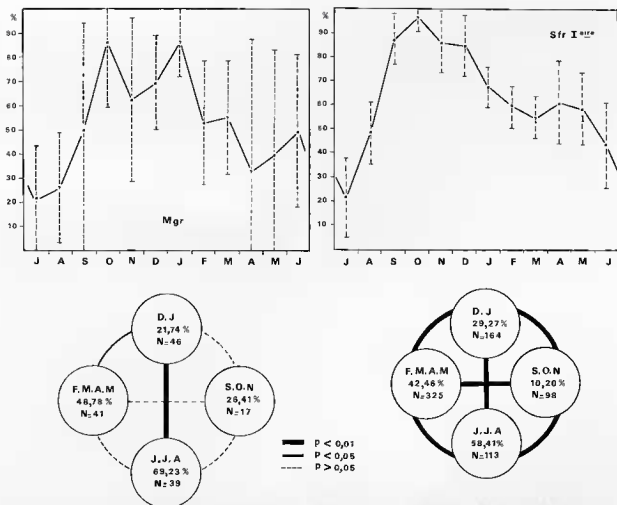 %
90
80
70
60
50
40
30
20
10
Mgr
J A S O N D J F M A M J
%
90
80
70
60
50
40
30
20
10
Sfr I eire
J A S O N D J F M A M J
D.J
21,74%
N=46
F.M.A.M
48,78%
N=41
S.O.N
26,41%
N=17
J.J.A
69,23%
N=39
P < 0,01
P < 0,05
P > 0,05
D.J
29,27%
N=164
F.M.A.M
42,46%
N=325
S.O.N
10,20%
N=98
J.J.A
58,41%
N=113